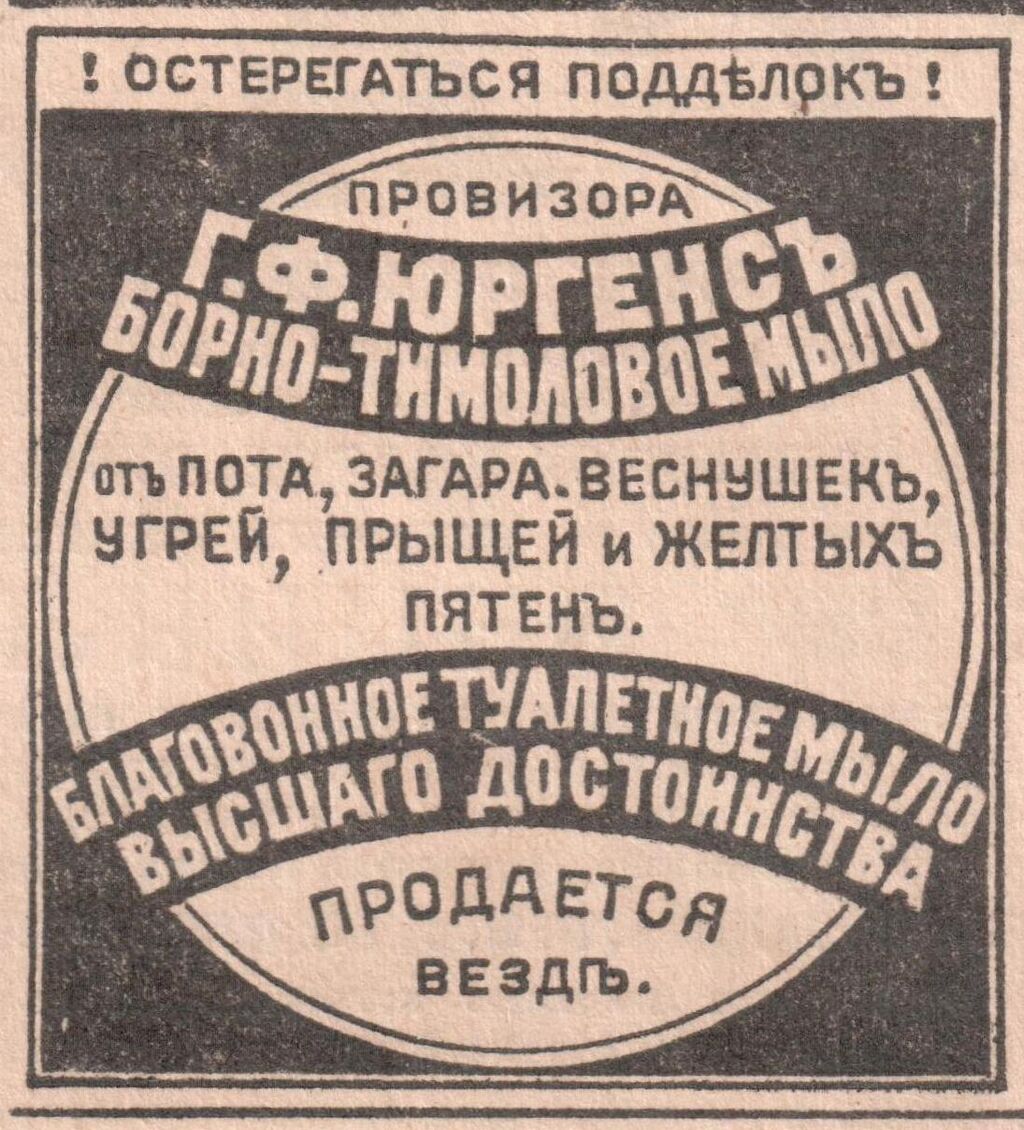 ! ОСТЕРЕГАТЬСЯ ПОДДѢЛОКЪ !
ПРОВИЗОРА
Г.Ф.ЮРГЕНСЪ
БОРНО-ТИМОЛОВОЕ МЫЛО
отъ ПОТА, ЗАГАРА. ВЕСНУШЕКЪ,
УГРЕЙ, ПРЫЩЕЙ и ЖЕЛТЫХЪ
ПЯТЕНЪ.
БЛАГОВОННОЕ ТУАЛЕТНОЕ МЫЛО
ВЫСШАГО ДОСТОИНСТВА
ПРОДАЕТСЯ
ВЕЗДѢ.